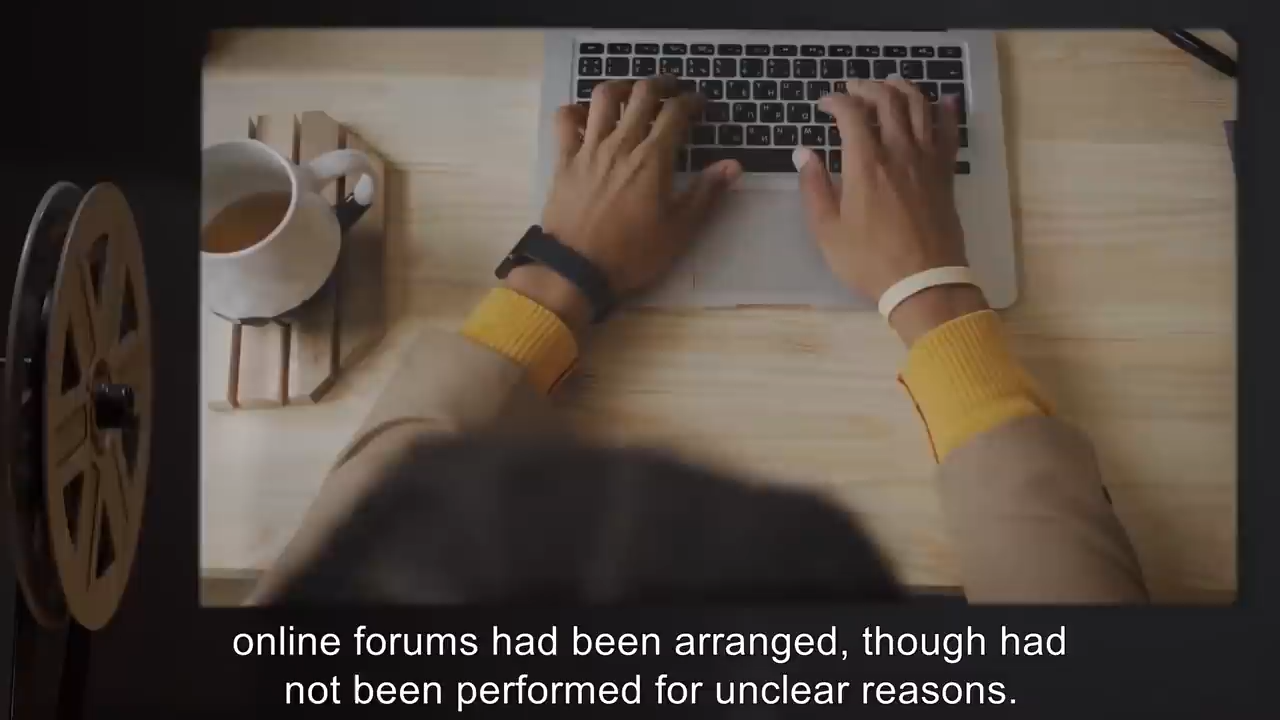 online forums had been arranged, though had
not been performed for unclear reasons.